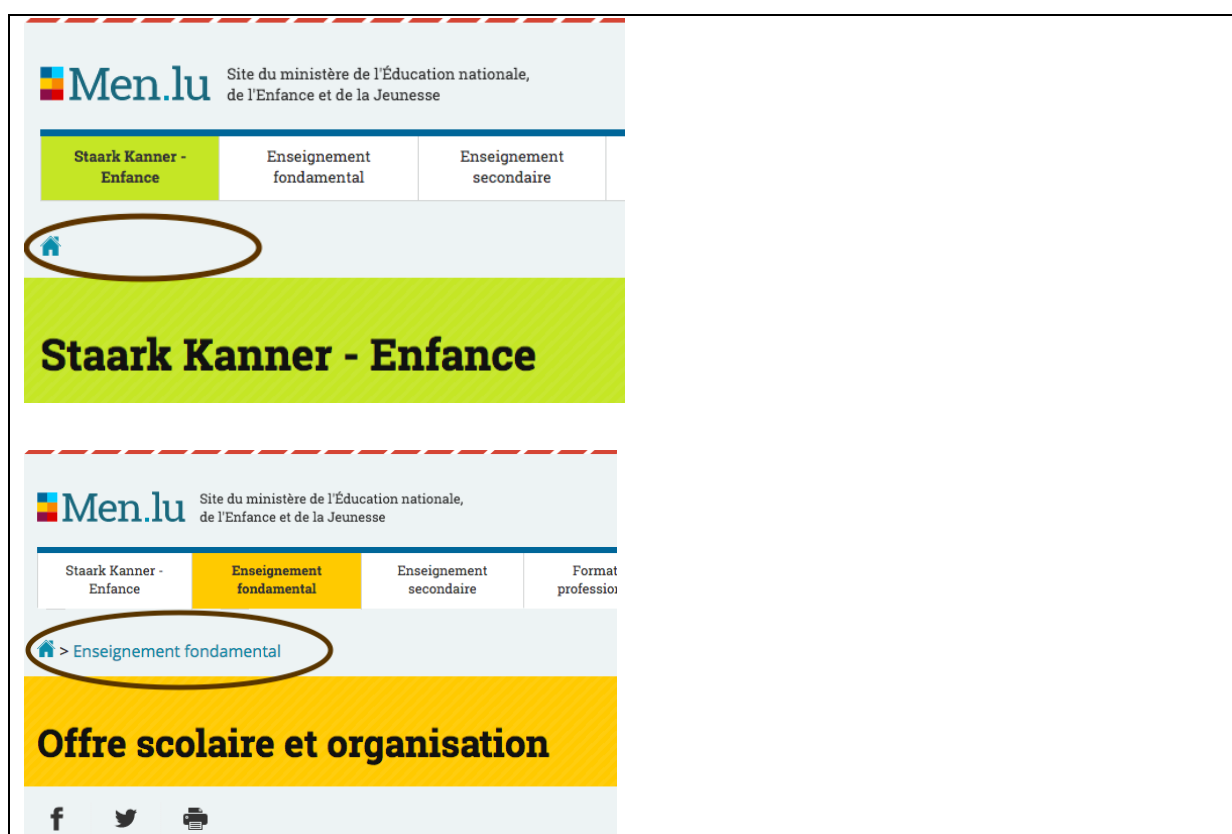 Men.lu
Site du ministère de l'Éducation nationale,
de l'Enfance et de la Jeunesse
Staark Kanner -
Enfance
Enseignement
fondamental
Enseignement
secondaire
Staark Kanner - Enfance
Men.lu
Site du ministère de l'Éducation nationale,
de l'Enfance et de la Jeunesse
Staark Kanner -
Enfance
Enseignement
fondamental
Enseignement
secondaire
Format
profession
> Enseignement fondamental
Offre scolaire et organisation